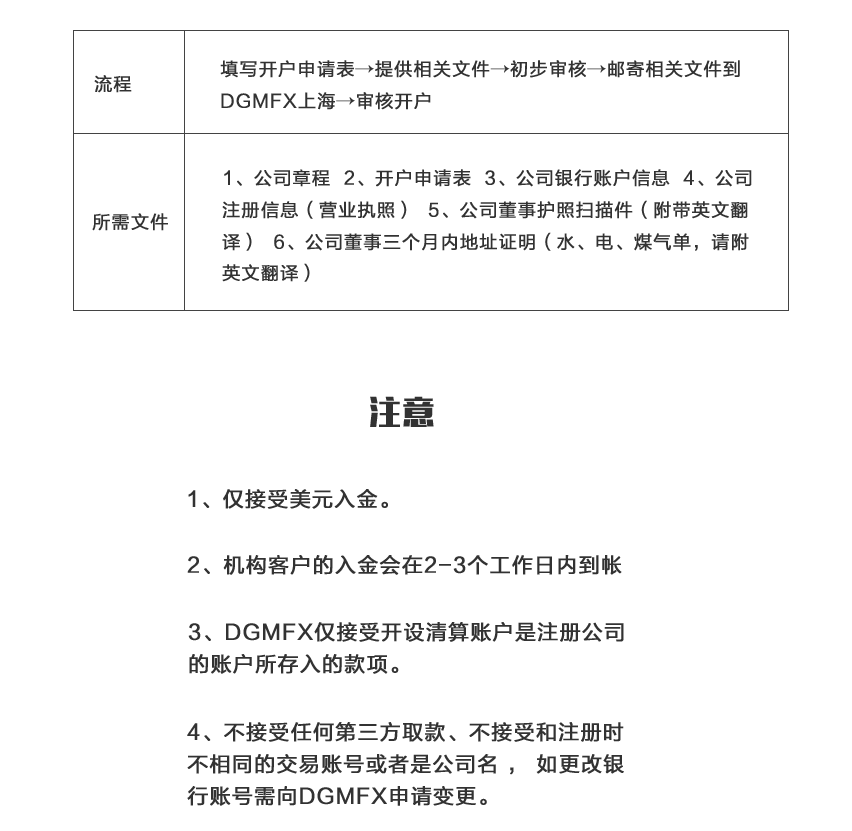 流程
填写开户申请表→提供相关文件→初步审核→邮寄相关文件到
DGMFX上海→审核开户
所需文件
1、公司章程 2、开户申请表 3、公司银行账户信息 4、公司
注册信息（营业执照） 5、公司董事护照扫描件（附带英文翻
译） 6、公司董事三个月内地址证明（水、电、煤气单，请附
英文翻译）
注意
1、仅接受美元入金。
2、机构客户的入金会在2-3个工作日内到帐
3、DGMFX仅接受开设清算账户是注册公司
的账户所存入的款项。
4、不接受任何第三方取款、不接受和注册时
不相同的交易账号或者是公司名 ， 如更改银
行账号需向DGMFX申请变更。